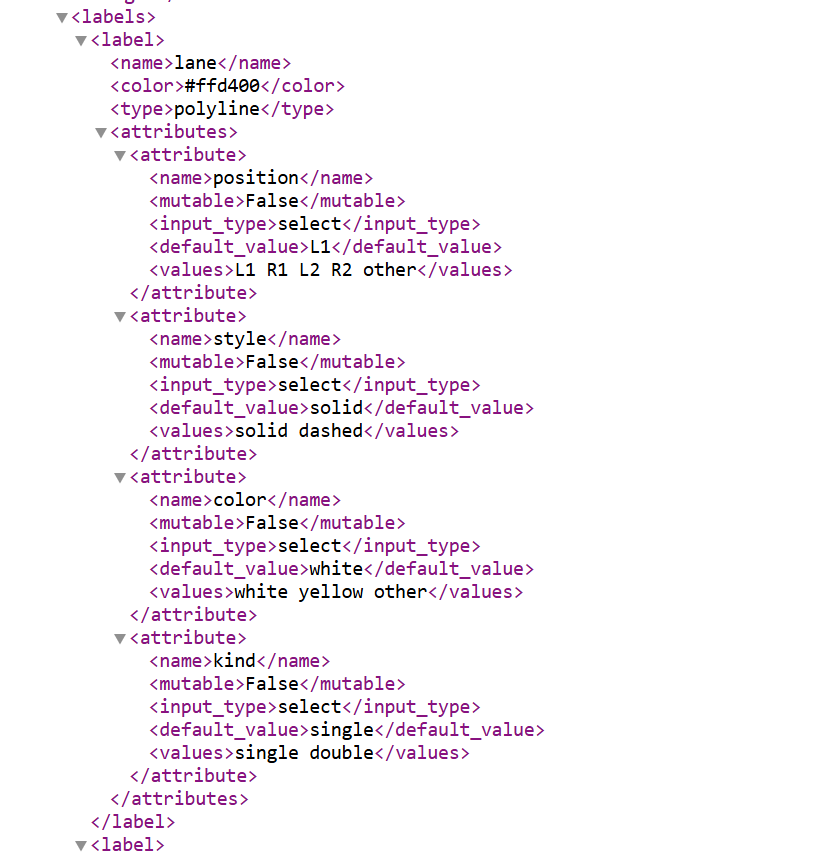 ▼<labels>
▼<label>
<name>lane</name>
<color>#ffd400</color>
<type>polyline</type>
▼<attributes>
▼<attribute>
<name>position</name>
<mutable>False</mutable>
<input_type>select</input_type>
<default_value>L1</default_value>
<values>L1 R1 L2 R2 other</values>
</attribute>
▼<attribute>
<name>style</name>
<mutable>False</mutable>
<input_type>select</input_type>
<default_value>solid</default_value>
<values>solid dashed</values>
</attribute>
▼<attribute>
<name>color</name>
<mutable>False</mutable>
<input_type>select</input_type>
<default_value>white</default_value>
<values>white yellow other</values>
</attribute>
▼<attribute>
<name>kind</name>
<mutable>False</mutable>
<input_type>select</input_type>
<default_value>single</default_value>
<values>single double</values>
</attribute>
</attributes>
</label>
▼<label>